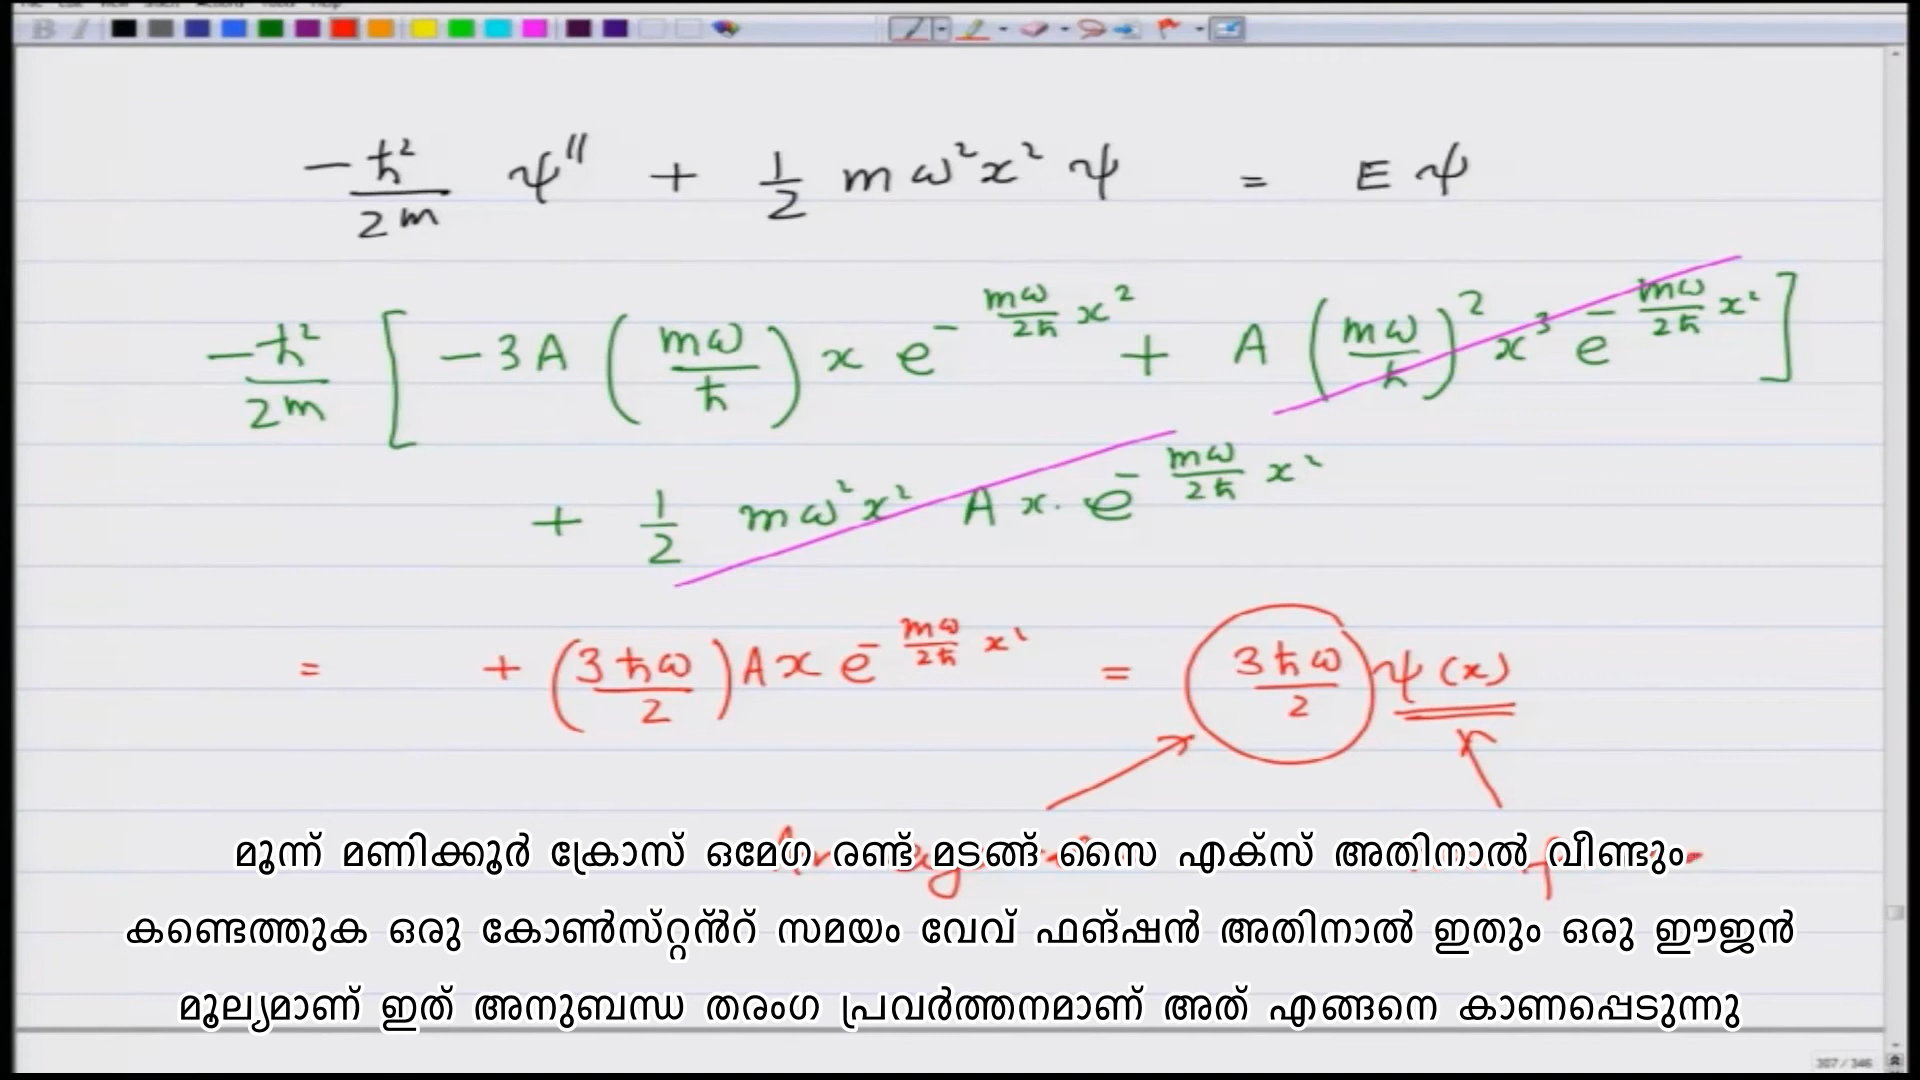 -ħ²/2m ψ'' + 1/2 mω²x² ψ = E ψ
-ħ²/2m [ -3A (mω/ħ) x e^{-mω/2ħ x²} + A (mω/ħ)² x³ e^{-mω/2ħ x²} ]
+ 1/2 mω²x² A x. e^{-mω/2ħ x²}
= + (3ħω/2) A x e^{-mω/2ħ x²} = 3ħω/2 ψ(x)
മൂന്ന് മണിക്കൂർ ക്രോസ് ഒമേഗ രണ്ട് മടങ്ങ് സൈ എക്സ് അതിനാൽ വീണ്ടും
കണ്ടെത്തുക ഒരു കോൺസ്റ്റൻ്റ് സമയം വേവ് ഫങ്ഷൻ അതിനാൽ ഇതും ഒരു ഈജൻ
മൂല്യമാണ് ഇത് അനുബന്ധ തരംഗ പ്രവർത്തനമാണ് അത് എങ്ങനെ കാണപ്പെടുന്നു
307 / 346